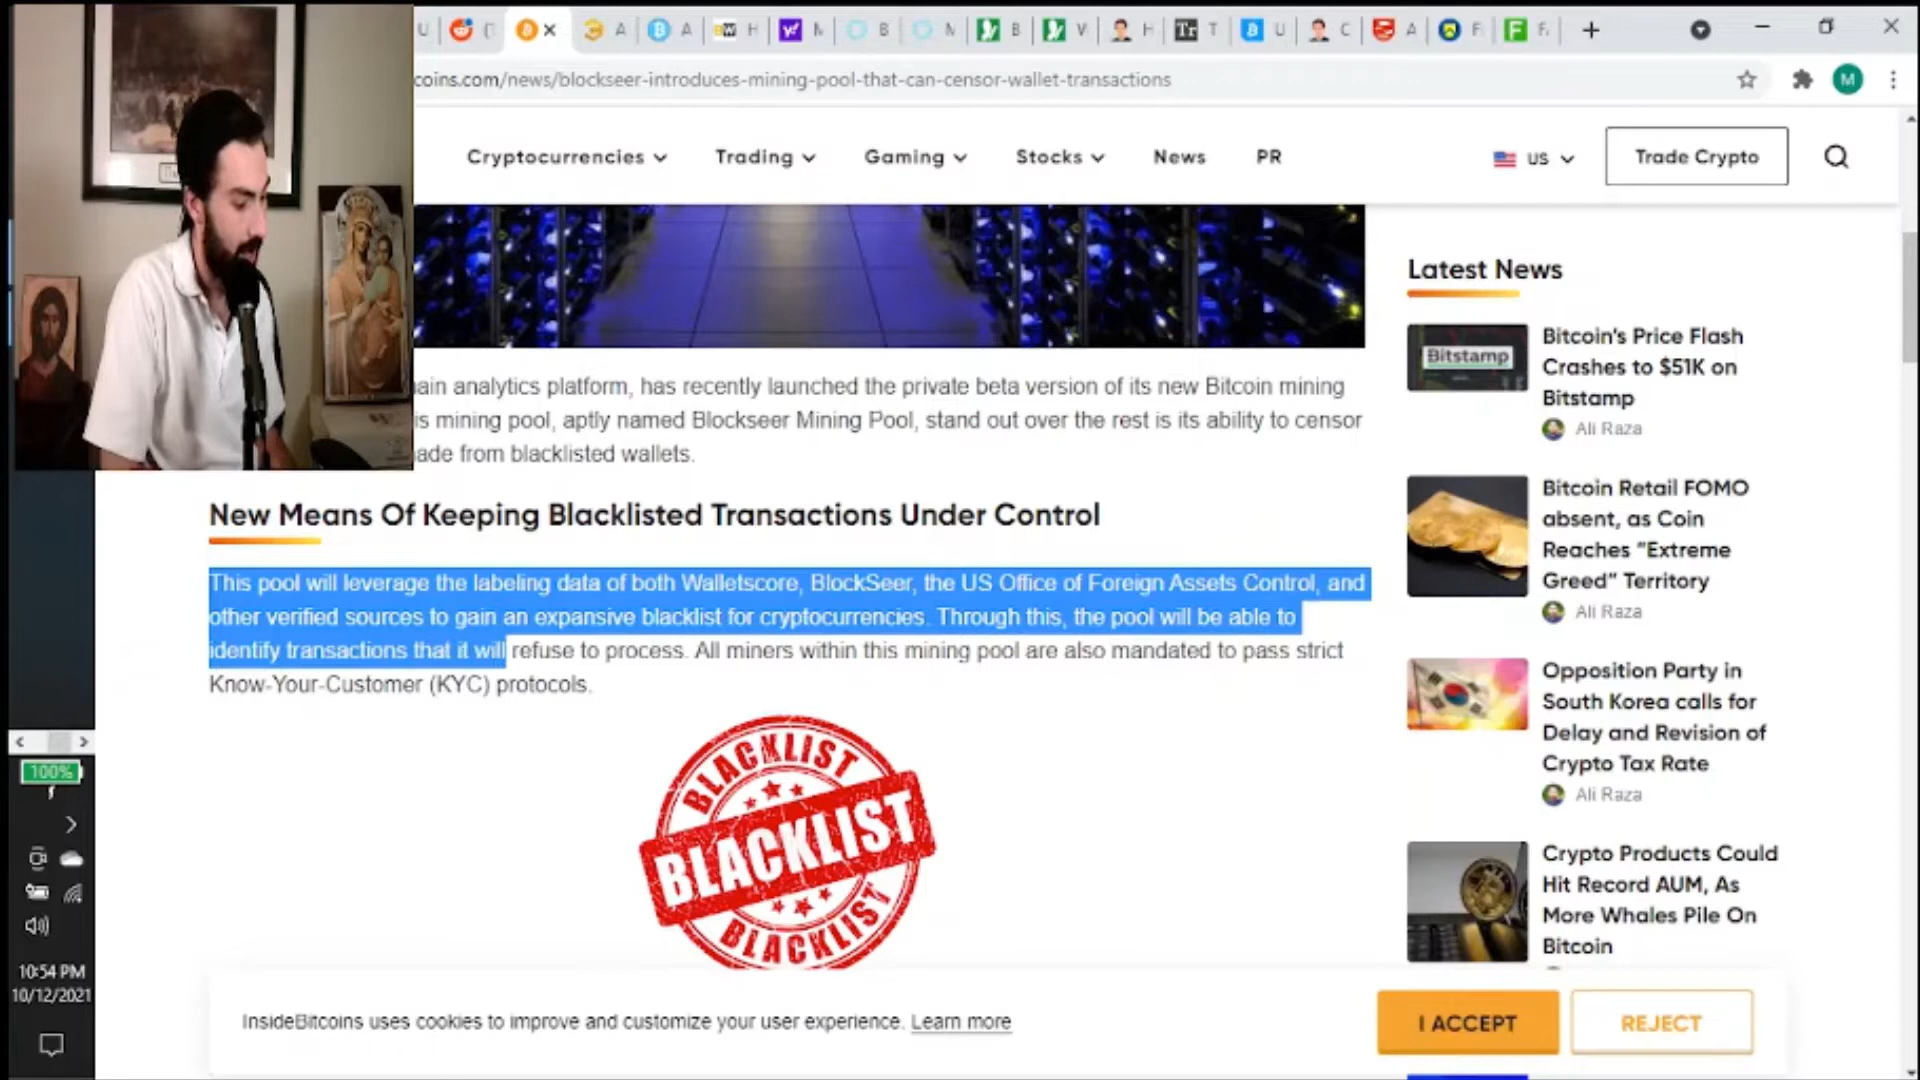 U
A
A
H
M
B
M
B
V
H
T
U
C
A
F
F
M
coins.com/news/blockseer-introduces-mining-pool-that-can-censor-wallet-transactions
Cryptocurrencies Trading Gaming Stocks News PR
US
Trade Crypto
ain analytics platform, has recently launched the private beta version of its new Bitcoin mining
is mining pool, aptly named Blockseer Mining Pool, stand out over the rest is its ability to censor
ade from blacklisted wallets.
New Means Of Keeping Blacklisted Transactions Under Control
This pool will leverage the labeling data of both Walletscore, BlockSeer, the US Office of Foreign Assets Control, and
other verified sources to gain an expansive blacklist for cryptocurrencies. Through this, the pool will be able to
identify transactions that it will refuse to process. All miners within this mining pool are also mandated to pass strict
Know-Your-Customer (KYC) protocols.
BLACKLIST
BLACKLIST
BLACKLIST
Latest News
Bitstamp
Bitcoin's Price Flash
Crashes to $51K on
Bitstamp
Ali Raza
Bitcoin Retail FOMO
absent, as Coin
Reaches "Extreme
Greed" Territory
Ali Raza
Opposition Party in
South Korea calls for
Delay and Revision of
Crypto Tax Rate
Ali Raza
Crypto Products Could
Hit Record AUM, As
More Whales Pile On
Bitcoin
100%
10:54 PM
10/12/2021
InsideBitcoins uses cookies to improve and customize your user experience. Learn more
I ACCEPT
REJECT